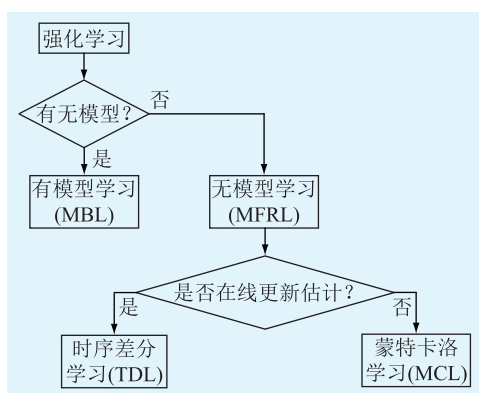 强化学习
有无模型?
否
是
有模型学习
(MBL)
无模型学习
(MFRL)
是否在线更新估计?
是
否
时序差分
学习(TDL)
蒙特卡洛
学习(MCL)